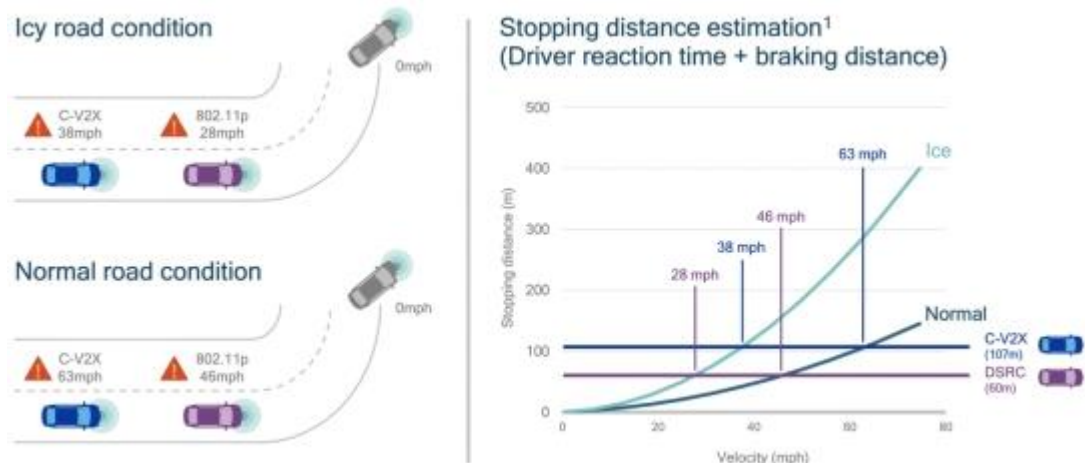 Icy road condition
0mph
C-V2X
38mph
802.11p
28mph
Normal road condition
0mph
C-V2X
63mph
802.11p
46mph
Stopping distance estimation¹
(Driver reaction time + braking distance)
Stopping distance (m)
500
400
300
200
100
0
63 mph
Ice
46 mph
38 mph
28 mph
Normal
C-V2X
(107m)
DSRC
(60m)
0
20
40
60
80
Velocity (mph)